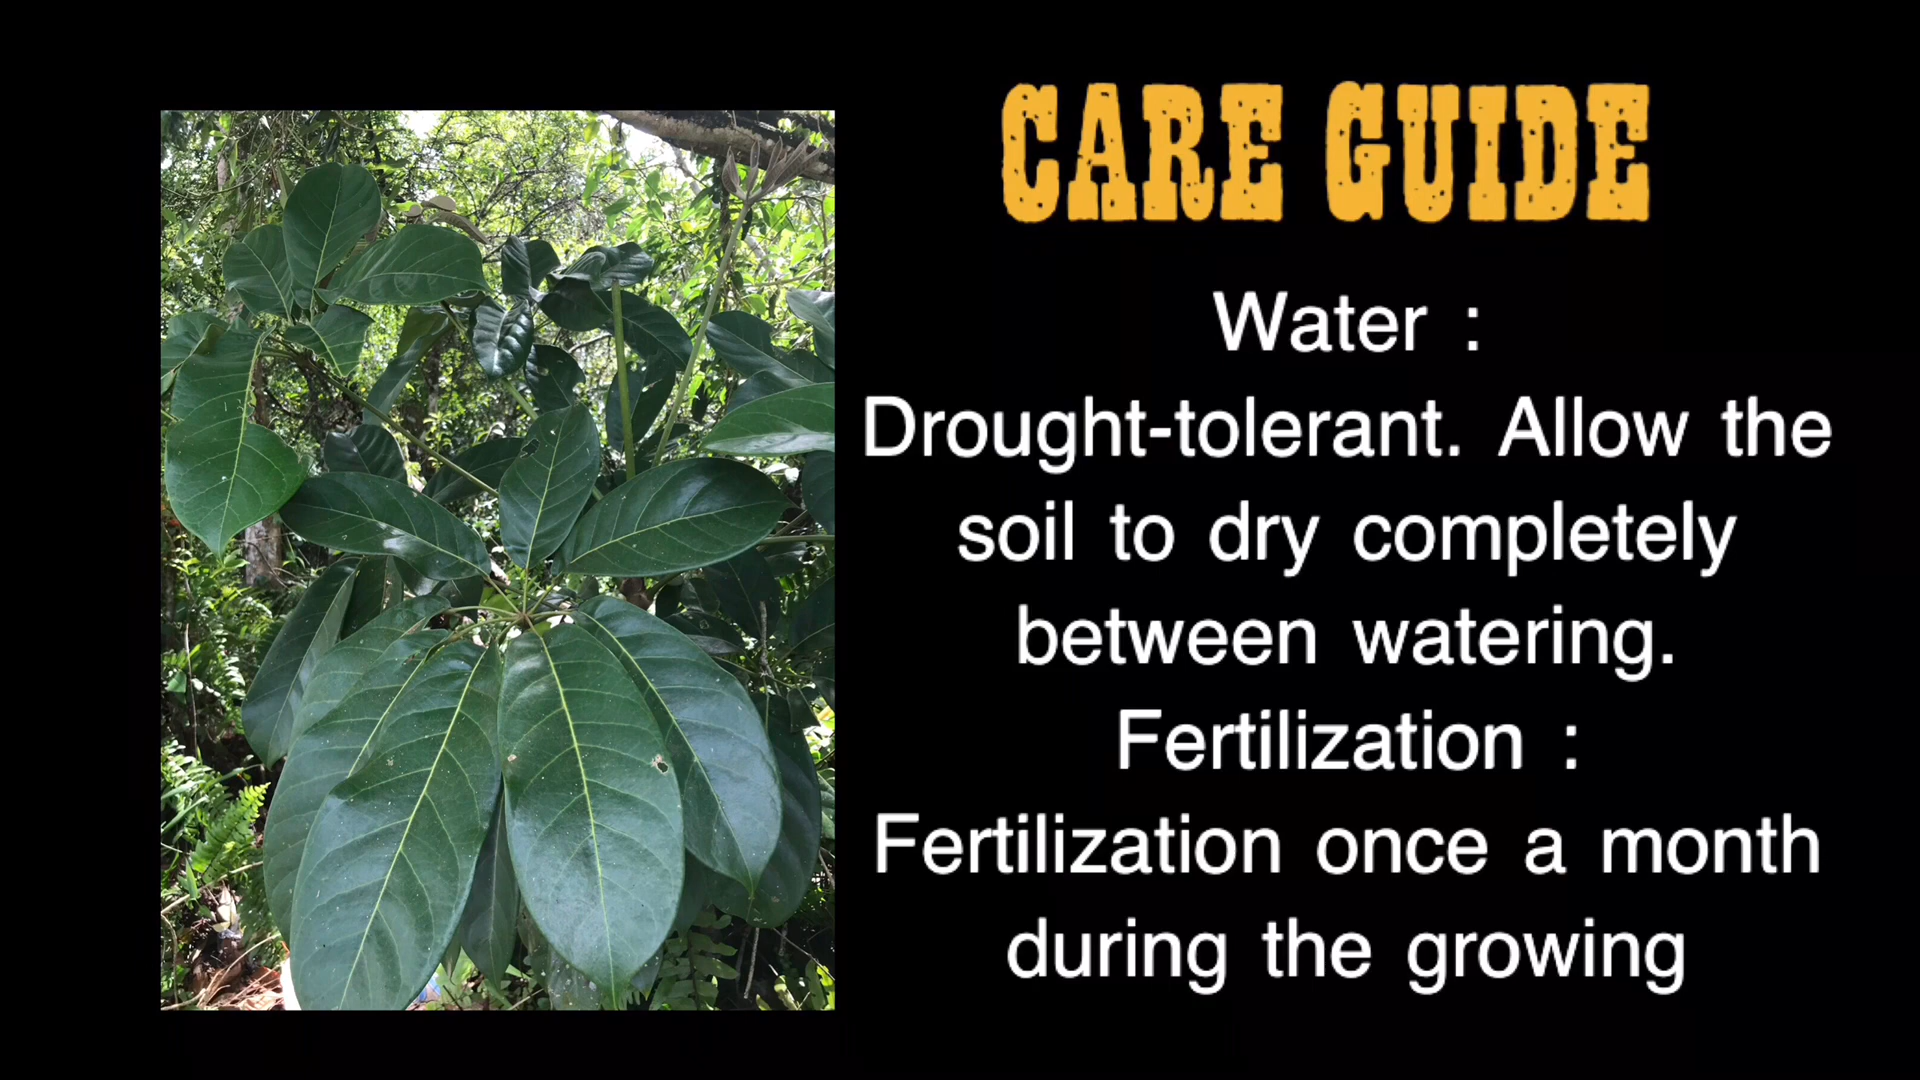 CARE GUIDE
Water :
Drought-tolerant. Allow the
soil to dry completely
between watering.
Fertilization :
Fertilization once a month
during the growing